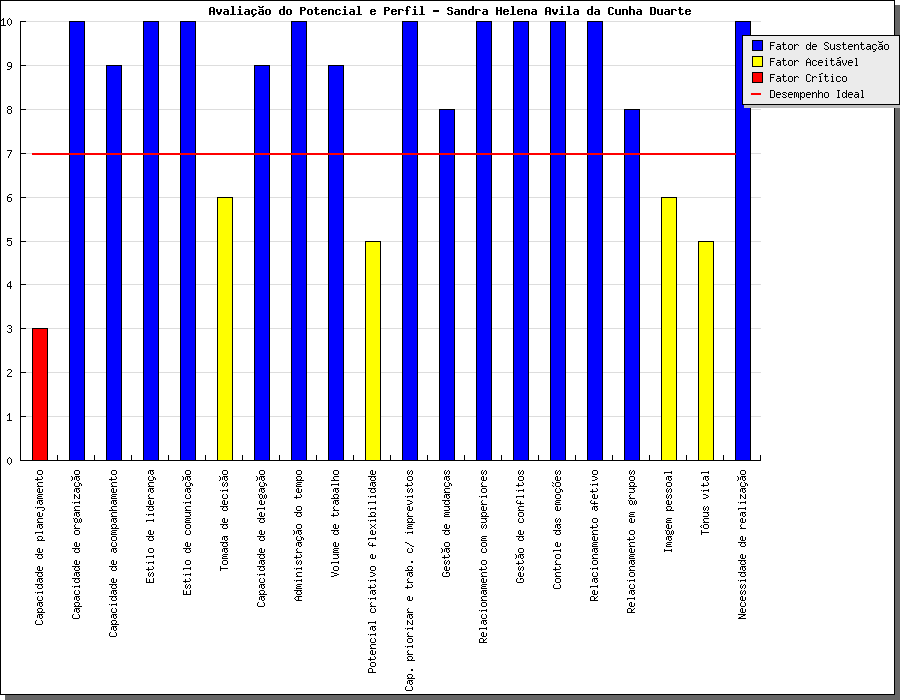 Avaliação do Potencial e Perfil - Sandra Helena Avila da Cunha Duarte
Fator de Sustentação
Fator Aceitável
Fator Crítico
Desempenho Ideal
10
9
8
7
6
5
4
3
2
1
0
Capacidade de planejamento
Capacidade de organização
Capacidade de acompanhamento
Estilo de liderança
Estilo de comunicação
Tomada de decisão
Capacidade de delegação
Administração do tempo
Volume de trabalho
Potencial criativo e flexibilidade
Cap. priorizar e trab. c/ imprevistos
Gestão de mudanças
Relacionamento com superiores
Gestão de conflitos
Controle das emoções
Relacionamento afetivo
Relacionamento em grupos
Imagem pessoal
Tônus vital
Necessidade de realização